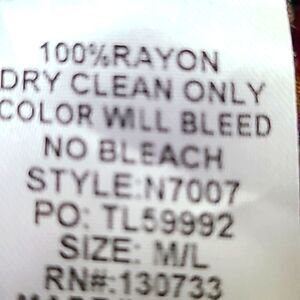 100%RAYON
DRY CLEAN ONLY
COLOR WILL BLEED
NO BLEACH
STYLE:N7007
PO: TL59992
SIZE: M/L
RN#:130733